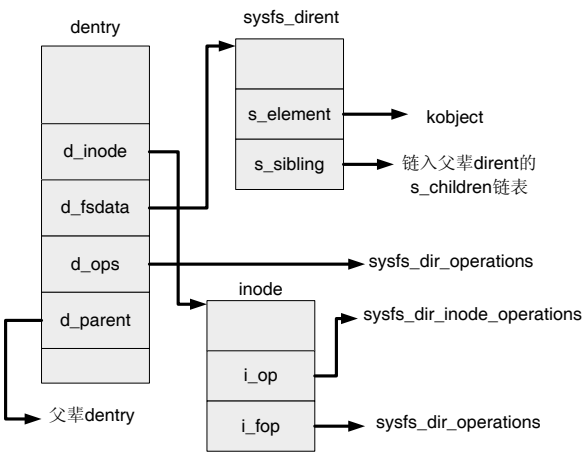 dentry
sysfs_dirent
s_element
kobject
d_inode
s_sibling
链入父辈dirent的
s_children链表
d_fsdata
d_ops
sysfs_dir_operations
inode
d_parent
sysfs_dir_inode_operations
i_op
父辈dentry
i_fop
sysfs_dir_operations